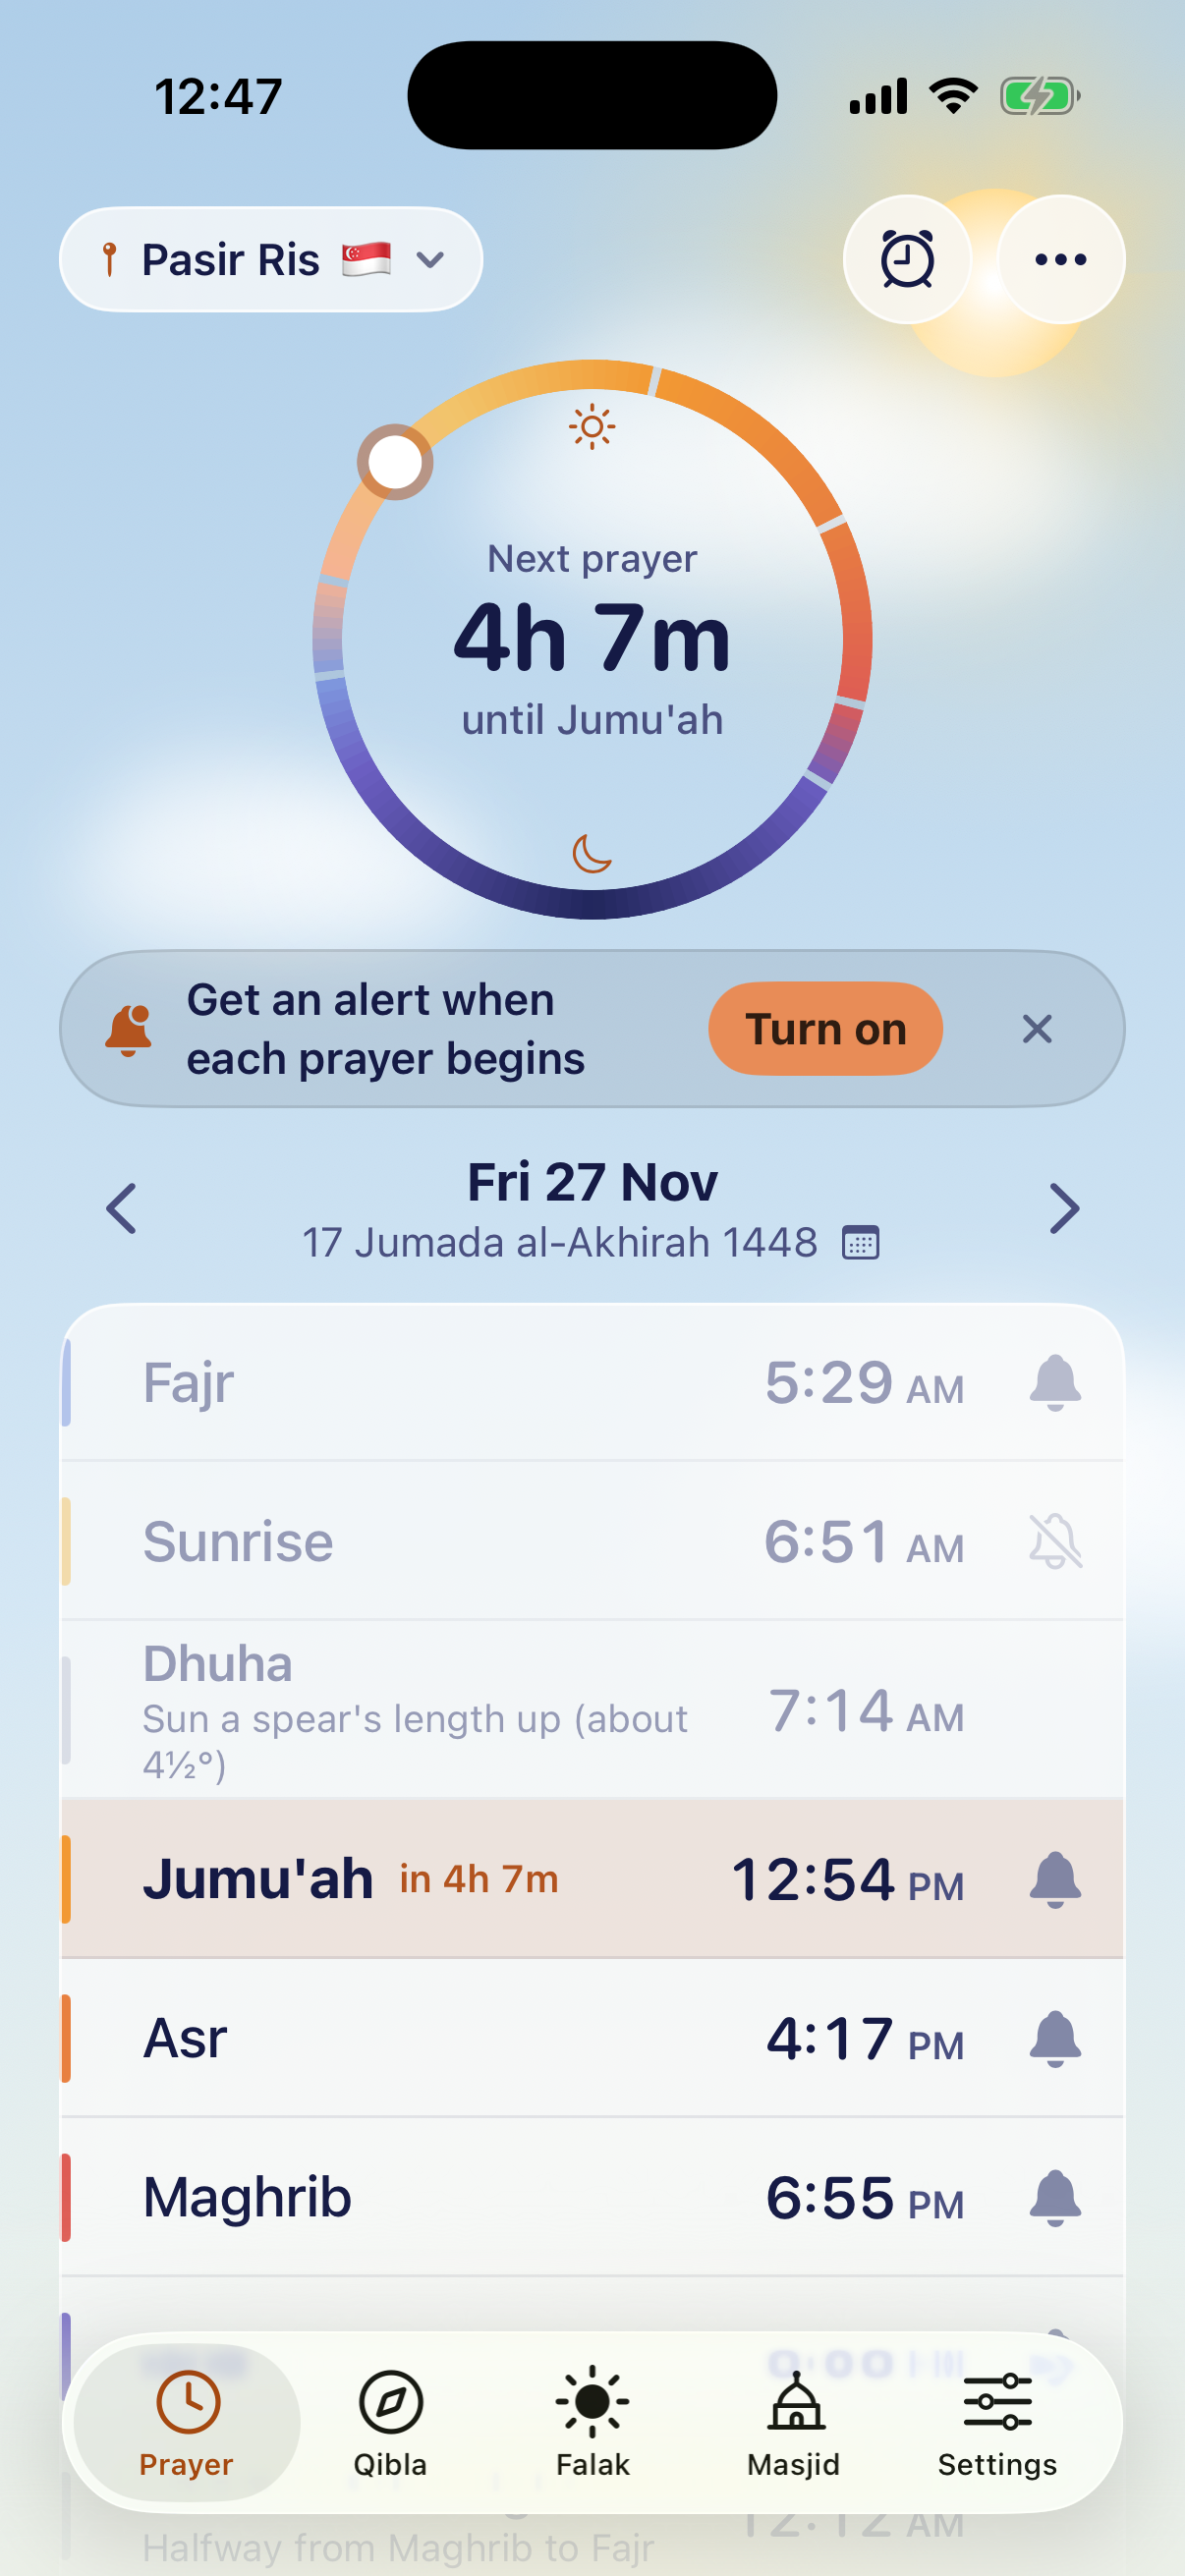 12:47
Pasir Ris
Next prayer
4h 7m
until Jumu'ah
Get an alert when
each prayer begins
Turn on
Fri 27 Nov
17 Jumada al-Akhirah 1448
Fajr 5:29 AM
Sunrise 6:51 AM
Dhuha
Sun a spear's length up (about
4½°)
7:14 AM
Jumu'ah in 4h 7m 12:54 PM
Asr 4:17 PM
Maghrib 6:55 PM
Prayer Qibla Falak Masjid Settings
12:12 AM
Halfway from Maghrib to Fajr